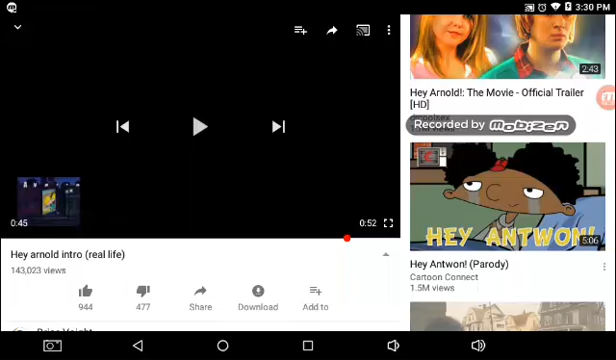 3:30 PM
2:43
Hey Arnold!: The Movie - Official Trailer
[HD]
Recorded by mobizen
HEY ANTWON!
5:06
0:45
0:52
Hey arnold intro (real life)
143,023 views
Hey Antwon! (Parody)
Cartoon Connect
1.5M views
944
477
Share
Download
Add to